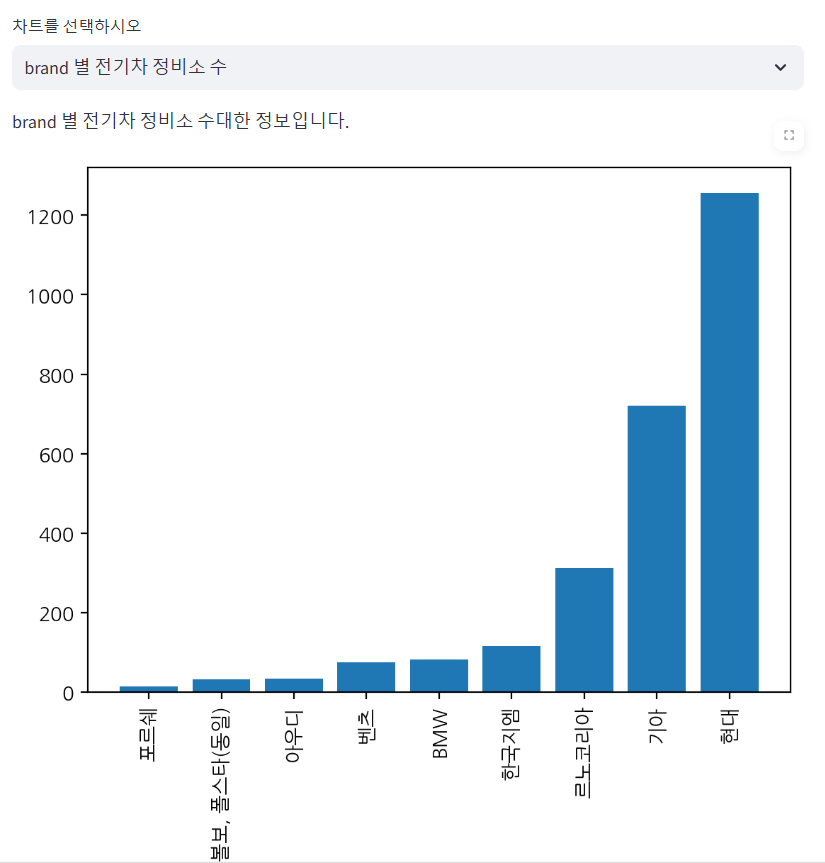 차트를 선택하시오
brand 별 전기차 정비소 수
brand 별 전기차 정비소 수대한 정보입니다.
1200
1000
800
600
400
200
0
포르쉐
볼보, 폴스타(동일)
아우디
벤츠
BMW
한국지엠
르노코리아
기아
현대